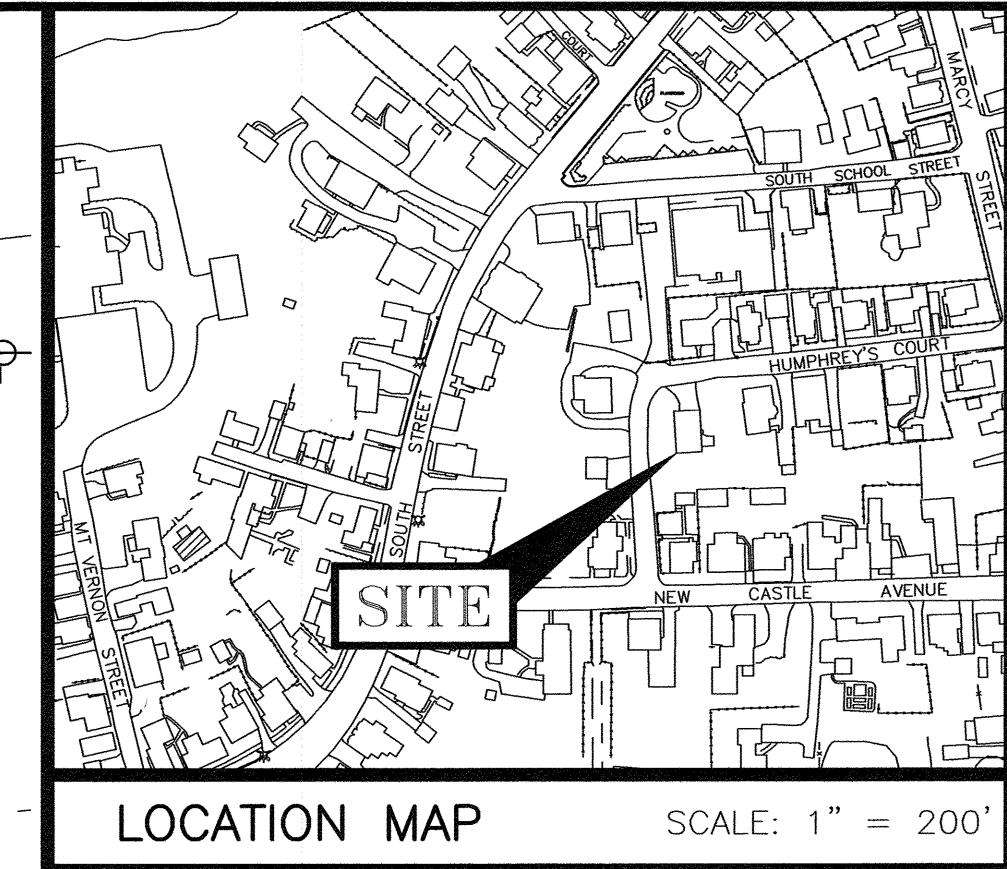 COURT
MARCY
STREET
PLAYGROUND
SOUTH SCHOOL STREET
HUMPHREY'S COURT
SOUTH STREET
MT VERNON STREET
SITE
NEW CASTLE AVENUE
LOCATION MAP
SCALE: 1" = 200'